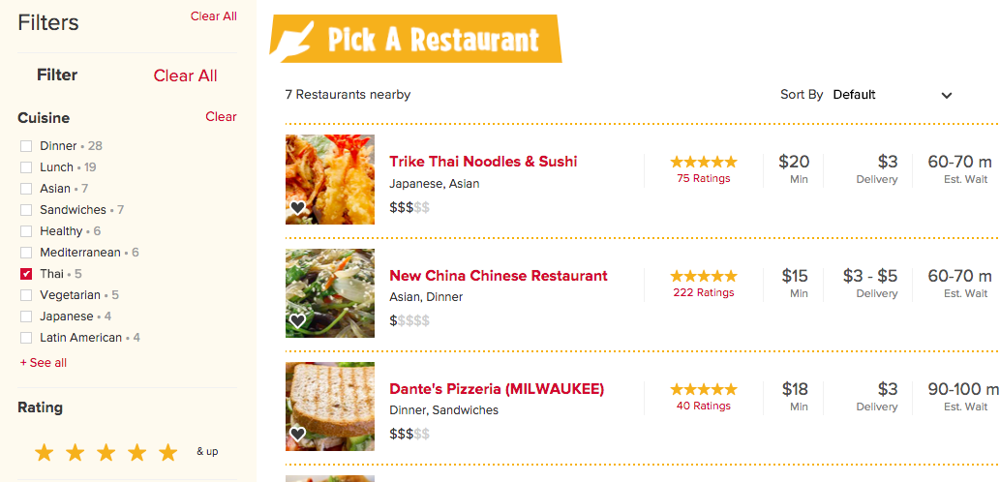 Filters
Clear All
Filter
Clear All
Cuisine
Clear
Dinner • 28
Lunch • 19
Asian • 7
Sandwiches • 7
Healthy • 6
Mediterranean • 6
Thai • 5
Vegetarian • 5
Japanese • 4
Latin American • 4
+ See all
Rating
& up
Pick A Restaurant
7 Restaurants nearby
Sort By Default
Trike Thai Noodles & Sushi
Japanese, Asian
$$$$$
75 Ratings
$20
Min
$3
Delivery
60-70 m
Est. Wait
New China Chinese Restaurant
Asian, Dinner
$$$$$
222 Ratings
$15
Min
$3 - $5
Delivery
60-70 m
Est. Wait
Dante's Pizzeria (MILWAUKEE)
Dinner, Sandwiches
$$$$$
40 Ratings
$18
Min
$3
Delivery
90-100 m
Est. Wait